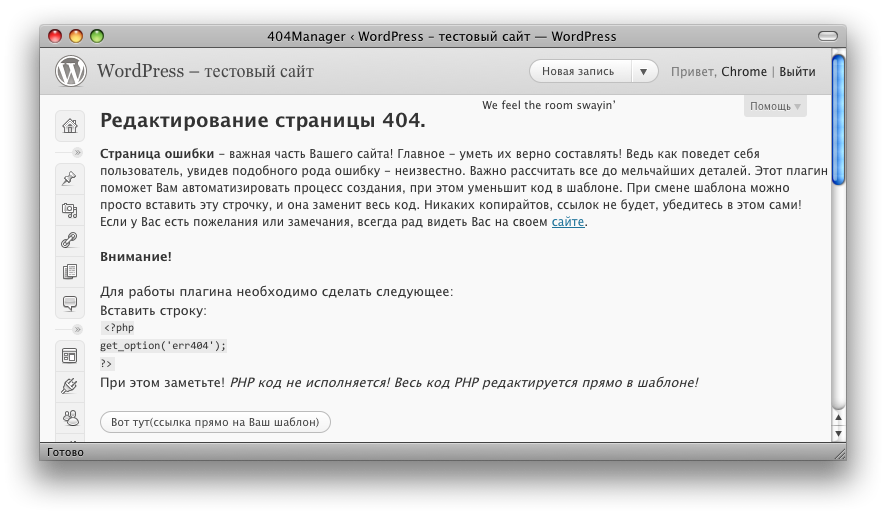 404Manager ‹ WordPress – тестовый сайт — WordPress
WordPress – тестовый сайт
Новая запись
Привет, Chrome | Выйти
We feel the room swayin’
Помощь
Редактирование страницы 404.
Страница ошибки – важная часть Вашего сайта! Главное – уметь их верно составлять! Ведь как поведет себя
пользователь, увидев подобного рода ошибку – неизвестно. Важно рассчитать все до мельчайших деталей. Этот плагин
поможет Вам автоматизировать процесс создания, при этом уменьшит код в шаблоне. При смене шаблона можно
просто вставить эту строчку, и она заменит весь код. Никаких копирайтов, ссылок не будет, убедитесь в этом сами!
Если у Вас есть пожелания или замечания, всегда рад видеть Вас на своем сайте.
Внимание!
Для работы плагина необходимо сделать следующее:
Вставить строку:
<?php
get_option('err404');
?>
При этом заметьте! PHP код не исполняется! Весь код PHP редактируется прямо в шаблоне!
Вот тут(ссылка прямо на Ваш шаблон)
Готово